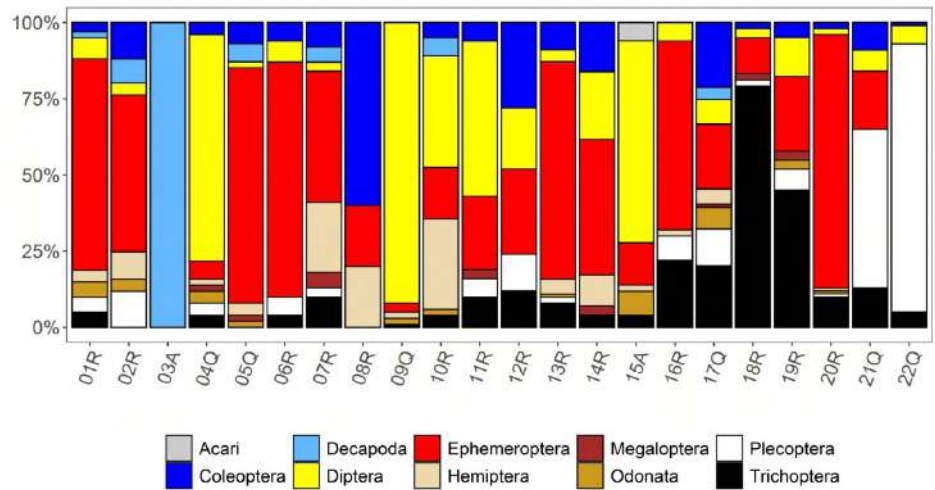 100%
75%
50%
25%
0%
01R 02R 03A 04Q 05Q 06R 07R 08R 09Q 10R 11R 12R 13R 14R 15A 16R 17Q 18R 19R 20R 21Q 22Q
Acari Decapoda Ephemeroptera Megaloptera Plecoptera
Coleoptera Diptera Hemiptera Odonata Trichoptera